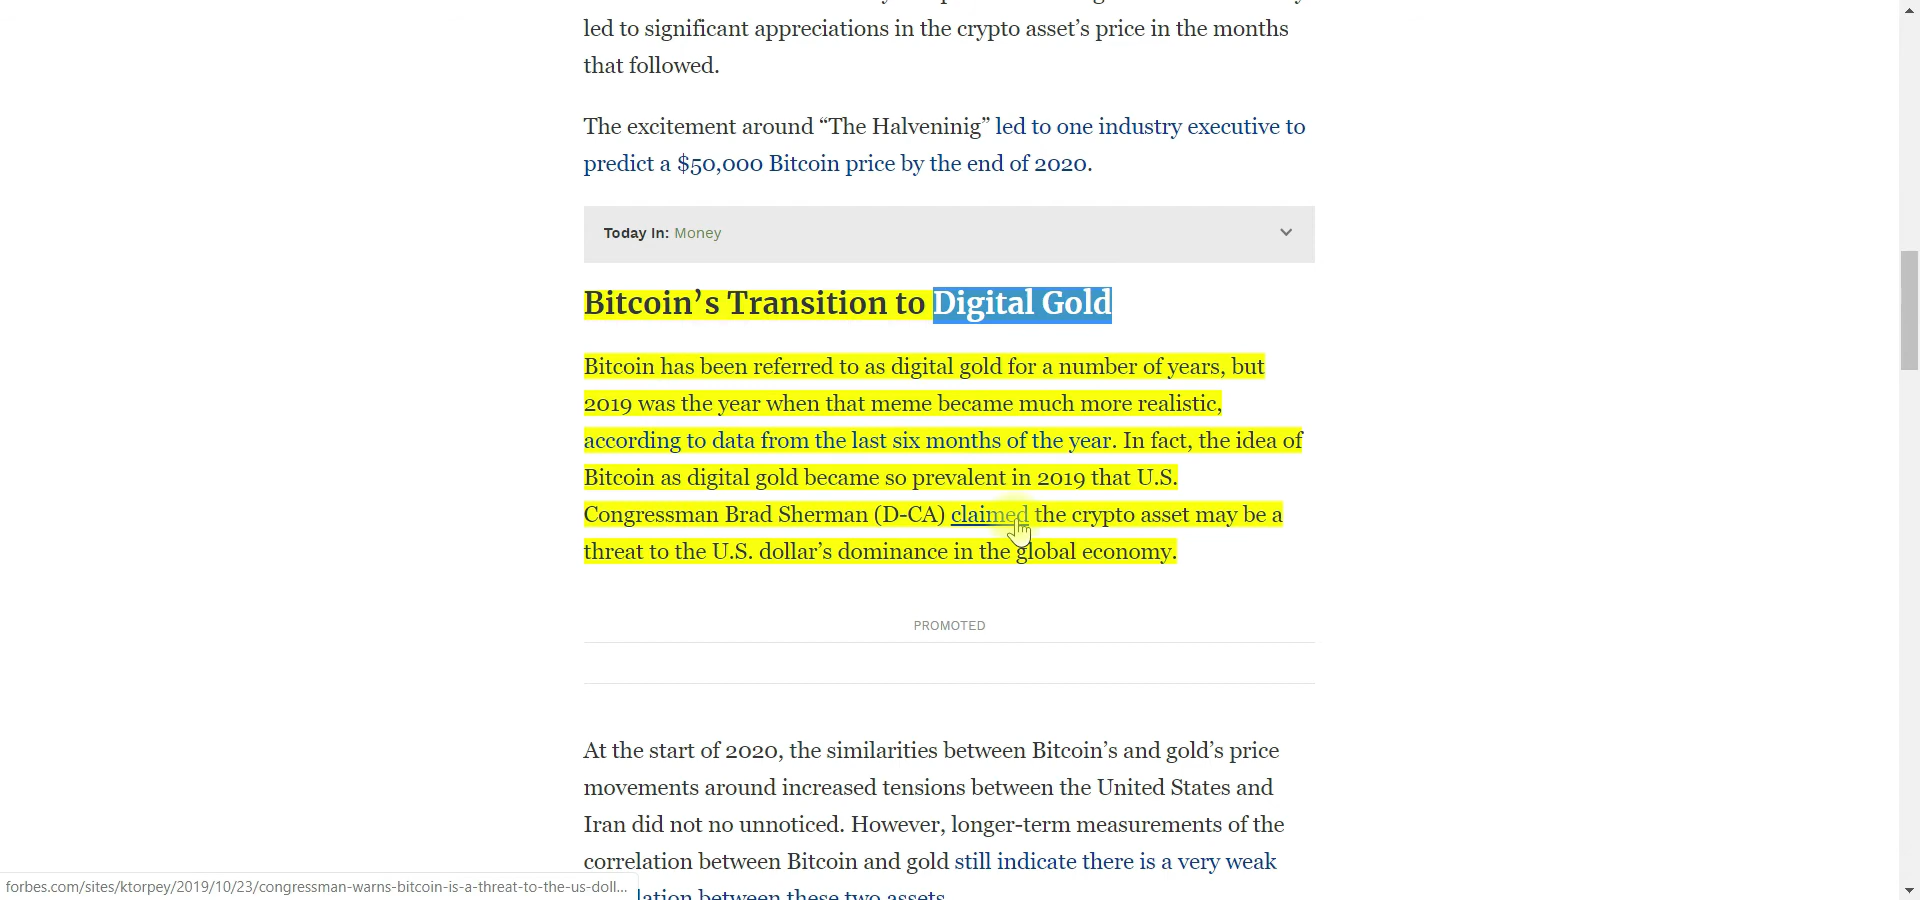 led to significant appreciations in the crypto asset’s price in the months
that followed.
The excitement around “The Halveninig” led to one industry executive to
predict a $50,000 Bitcoin price by the end of 2020.
Today In: Money
Bitcoin’s Transition to Digital Gold
Bitcoin has been referred to as digital gold for a number of years, but
2019 was the year when that meme became much more realistic,
according to data from the last six months of the year. In fact, the idea of
Bitcoin as digital gold became so prevalent in 2019 that U.S.
Congressman Brad Sherman (D-CA) claimed the crypto asset may be a
threat to the U.S. dollar’s dominance in the global economy.
PROMOTED
At the start of 2020, the similarities between Bitcoin’s and gold’s price
movements around increased tensions between the United States and
Iran did not no unnoticed. However, longer-term measurements of the
correlation between Bitcoin and gold still indicate there is a very weak
between these two assets.
forbes.com/sites/ktorpey/2019/10/23/congressman-warns-bitcoin-is-a-threat-to-the-us-doll...